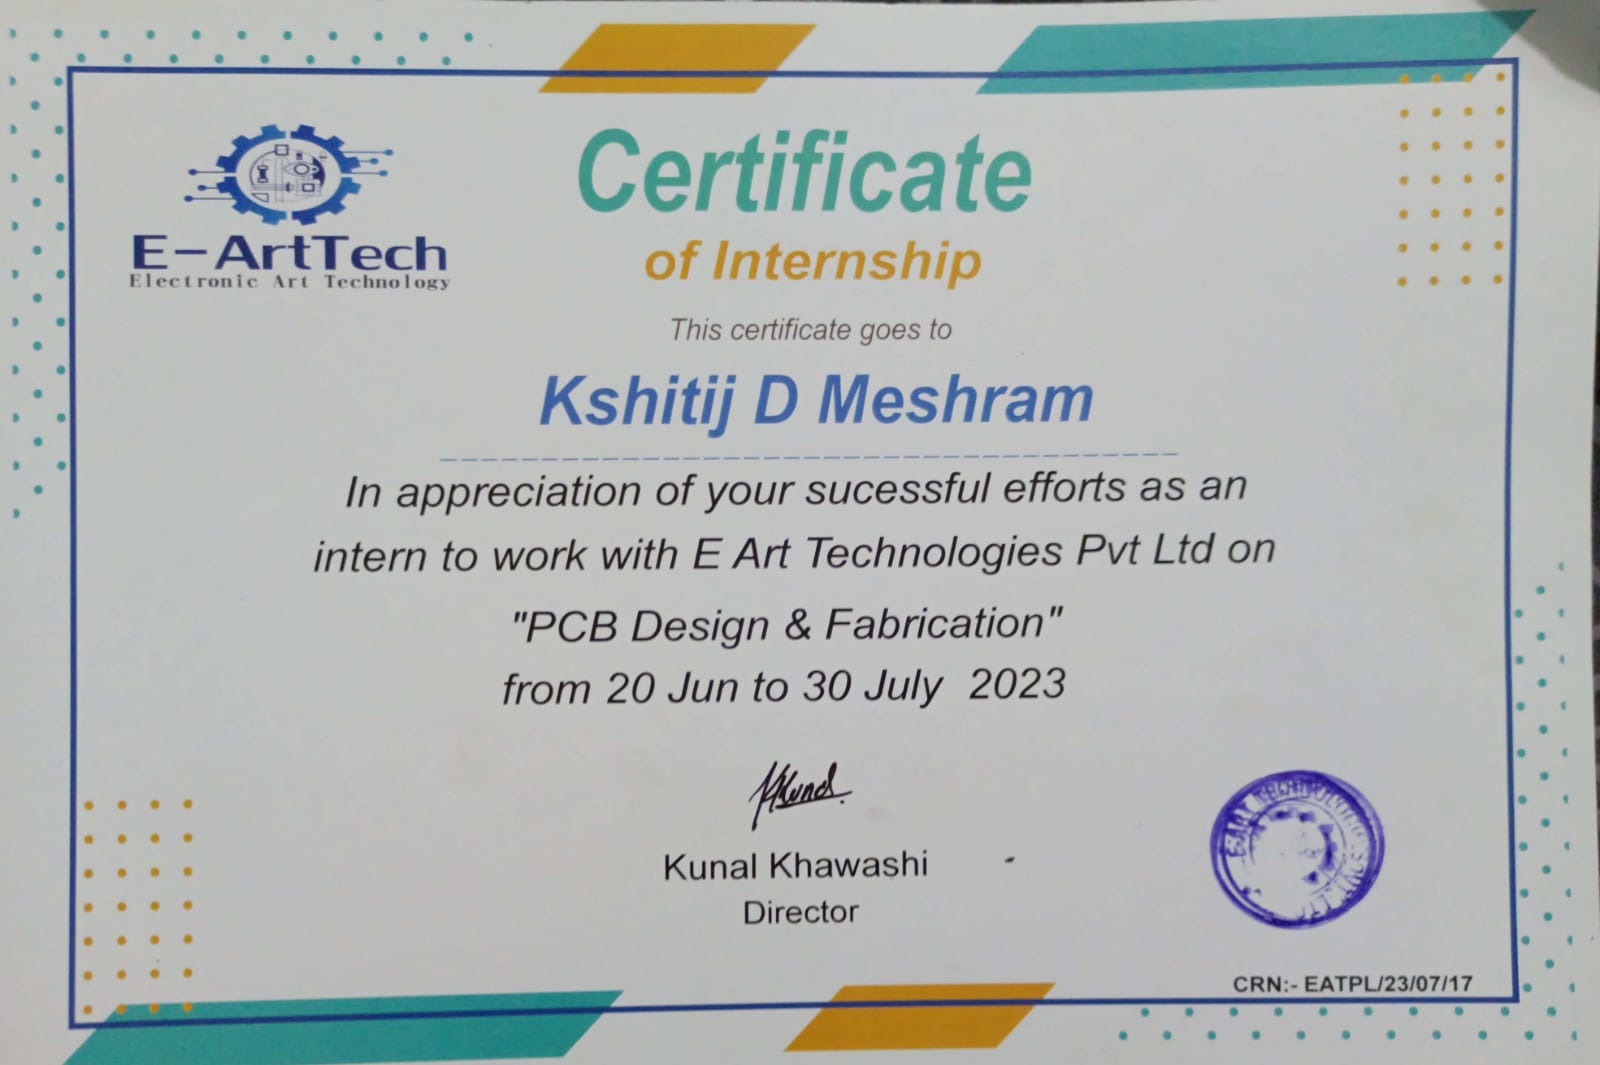 E-ArtTech
Electronic Art Technology
Certificate
of Internship
This certificate goes to
Kshitij D Meshram
In appreciation of your sucessful efforts as an
intern to work with E Art Technologies Pvt Ltd on
"PCB Design & Fabrication"
from 20 Jun to 30 July 2023
Kunal Khawashi
Director
CRN:- EATPL/23/07/17